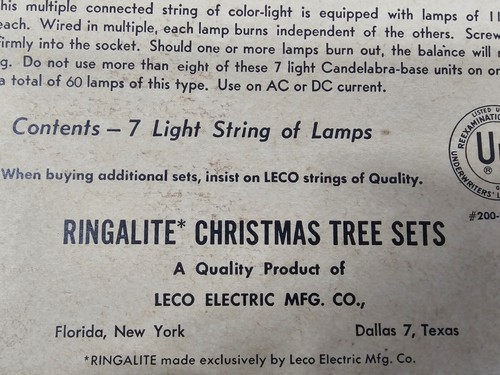 his multiple connected string of color-light is equipped with lamps of
each. Wired in multiple, each lamp burns independent of the others. Screw
firmly into the socket. Should one or more lamps burn out, the balance will
g. Do not use more than eight of these 7 light Candelabra-base units on
a total of 60 lamps of this type. Use on AC or DC current.
Contents – 7 Light String of Lamps
When buying additional sets, insist on LECO strings of Quality.
LISTED
REEXAMINATION
UNDERWRITERS'
#200-
RINGALITE* CHRISTMAS TREE SETS
A Quality Product of
LECO ELECTRIC MFG. CO.,
Florida, New York Dallas 7, Texas
*RINGALITE made exclusively by Leco Electric Mfg. Co.